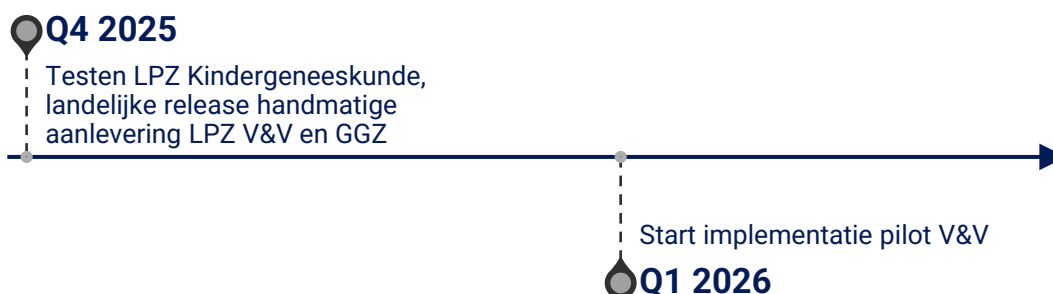 Q4 2025
Testen LPZ Kindergeneeskunde,
landelijke release handmatige
aanlevering LPZ V&V en GGZ
Start implementatie pilot V&V
Q1 2026